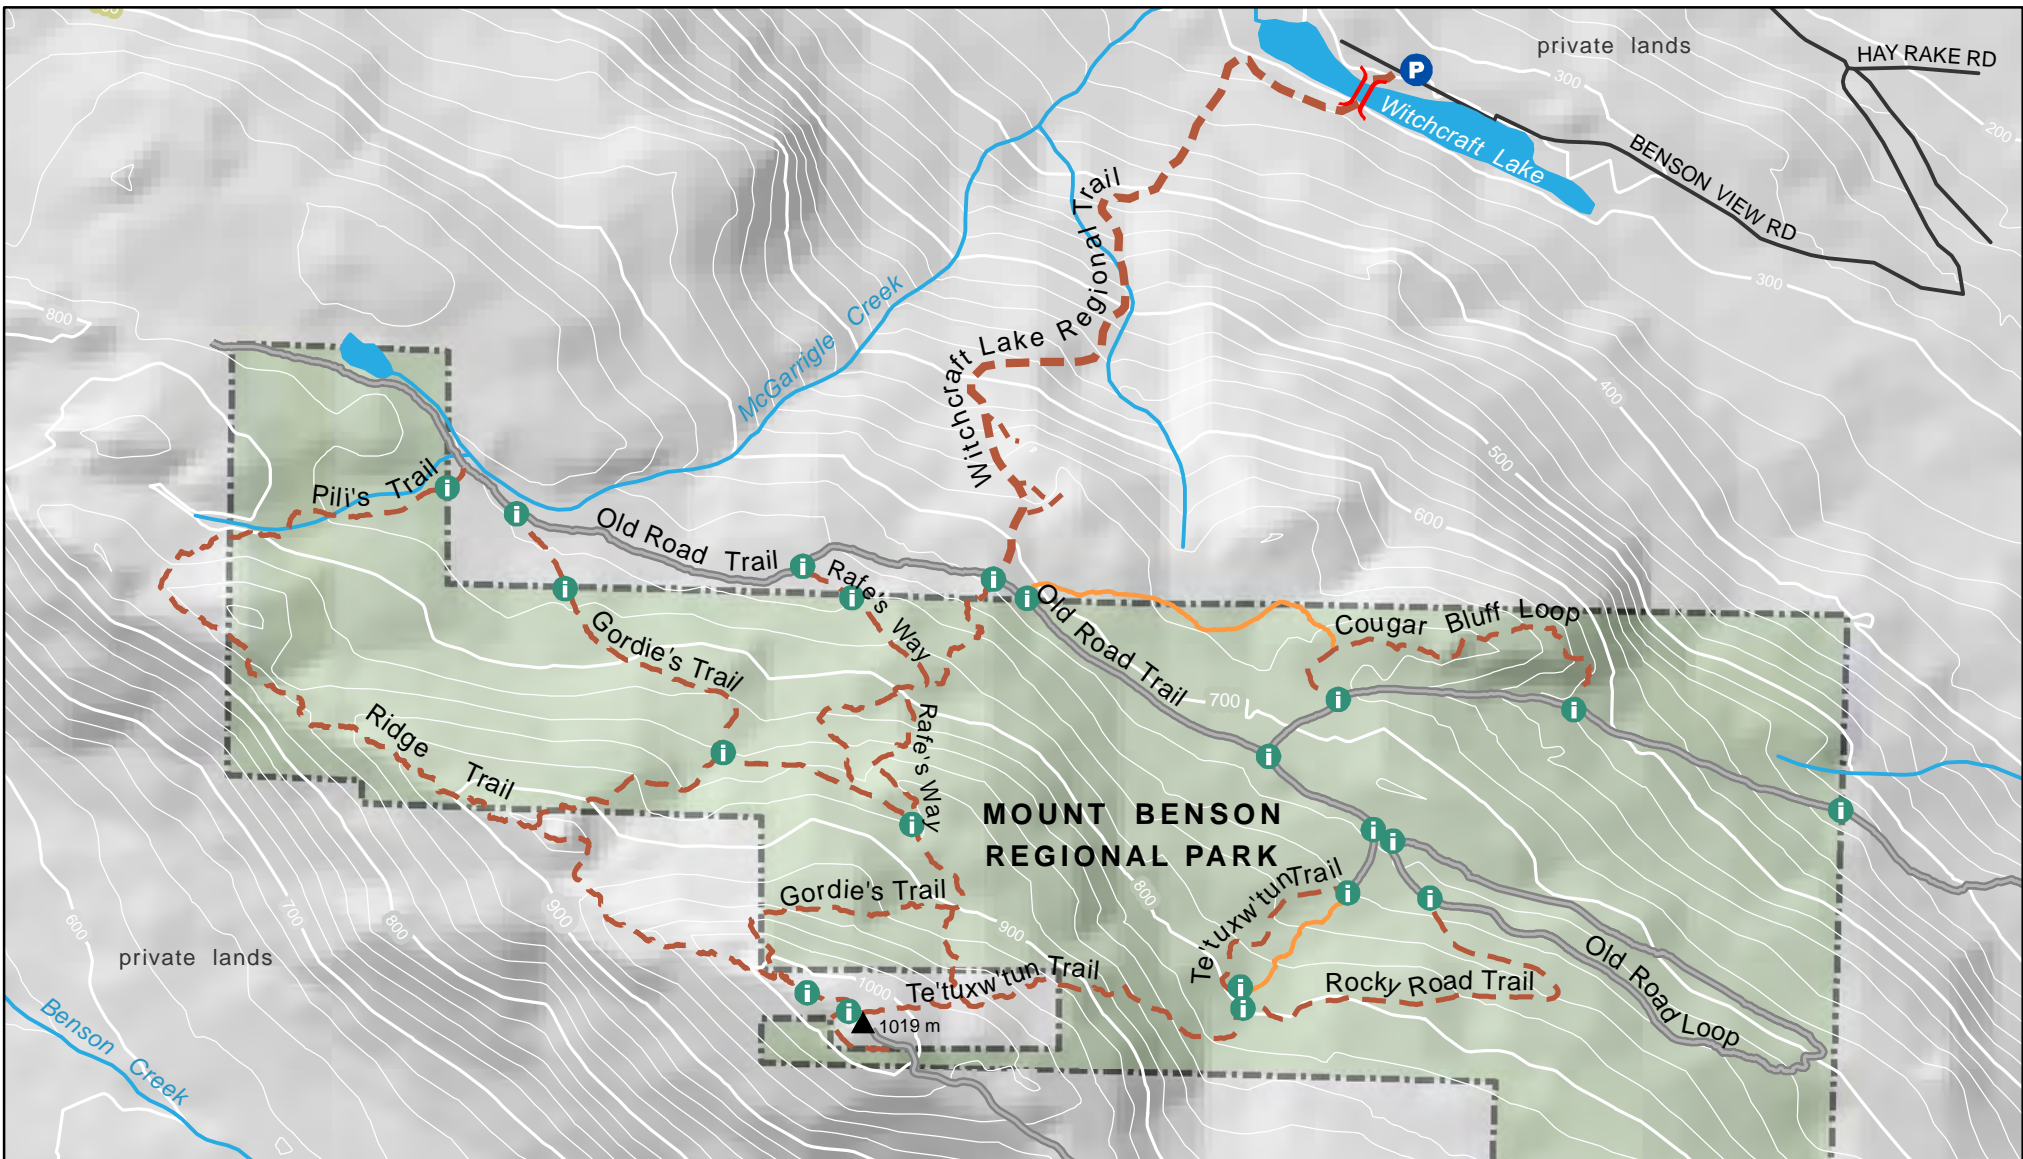 private lands
HAY RAKE RD
P
300
Witchcraft Lake
200
BENSON VIEW RD
Witchcraft Lake Regional Trail
300
McGarrigle Creek
800
400
Pili's Trail
i
500
i
Old Road Trail
600
i
Rafe's Way
i
i
i
i
Old Road Trail
Cougar Bluff Loop
Gordie's Trail
700
i
i
Ridge Trail
Rafe's Way
i
i
i
MOUNT BENSON
REGIONAL PARK
i
i
i
Te'tuxw'tun Trail
i
i
800
Gordie's Trail
600
700
800
900
900
private lands
Old Road Loop
Te'tuxw'tun Trail
Rocky Road Trail
i
i
1000
i
i
1019 m
Benson Creek